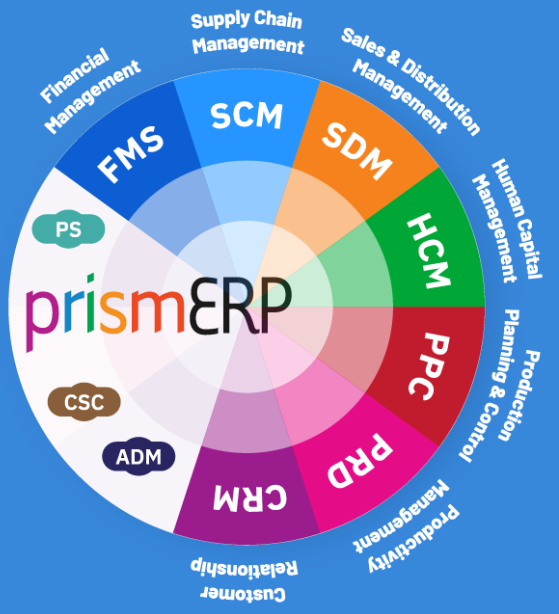 Supply Chain
Management
Financial
Management
Sales & Distribution
Management
Human Capital
Management
Production
Planning & Control
Productivity
Management
Customer
Relationship
FMS
SCM
SDM
HCM
PPC
PRD
CRM
PS
prismERP
CSC
ADM